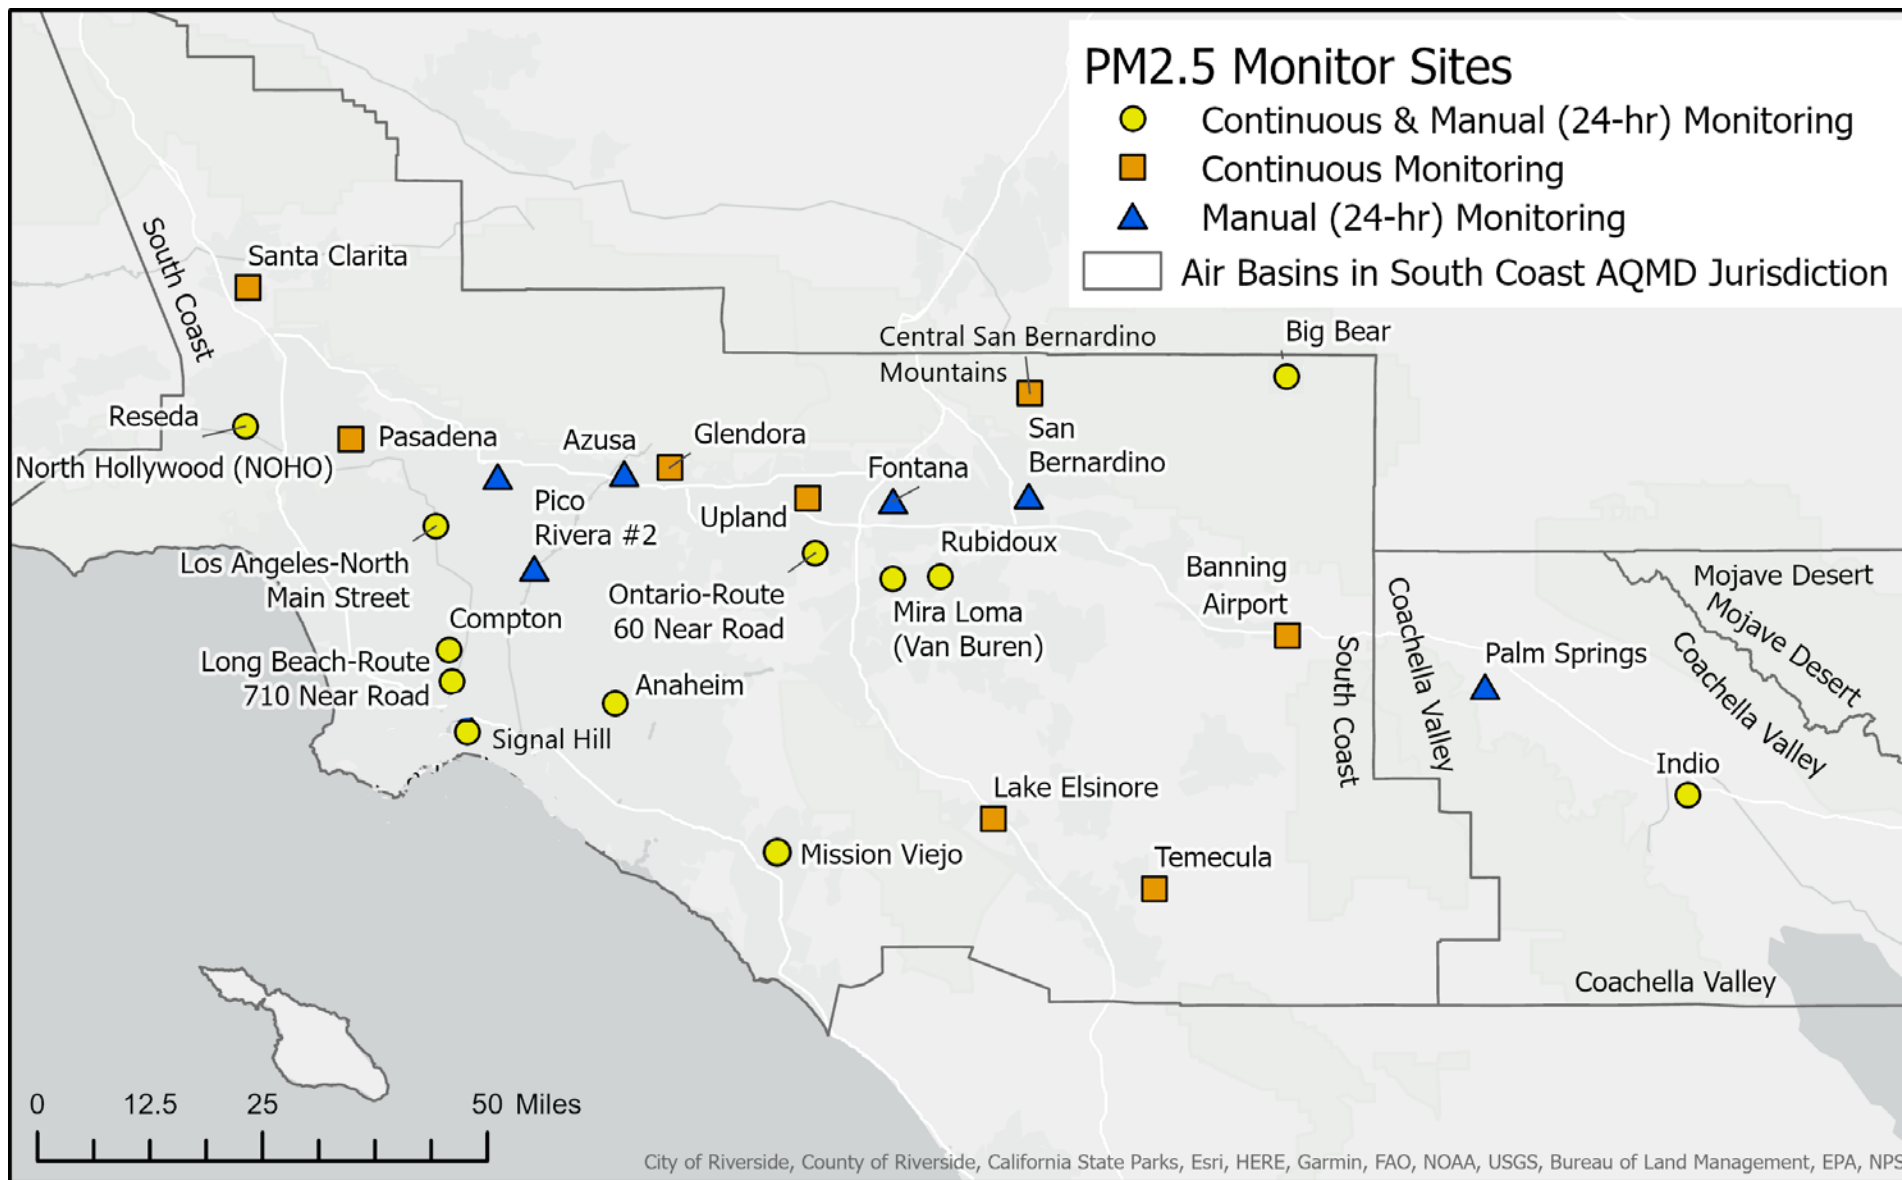 PM2.5 Monitor Sites
Continuous & Manual (24-hr) Monitoring
Continuous Monitoring
Manual (24-hr) Monitoring
Air Basins in South Coast AQMD Jurisdiction
South Coast
Santa Clarita
Central San Bernardino
Mountains
Big Bear
Reseda
North Hollywood (NOHO)
Pasadena
Azusa
Glendora
Fontana
San
Bernardino
Pico
Rivera #2
Upland
Los Angeles-North
Main Street
Rubidoux
Ontario-Route
60 Near Road
Mira Loma
(Van Buren)
Banning
Airport
Compton
Long Beach-Route
710 Near Road
Anaheim
Signal Hill
South Coast
Coachella Valley
Mojave Desert
Mojave Desert
Coachella Valley
Palm Springs
Indio
Lake Elsinore
Mission Viejo
Temecula
Coachella Valley
0 12.5 25 50 Miles
City of Riverside, County of Riverside, California State Parks, Esri, HERE, Garmin, FAO, NOAA, USGS, Bureau of Land Management, EPA, NPS